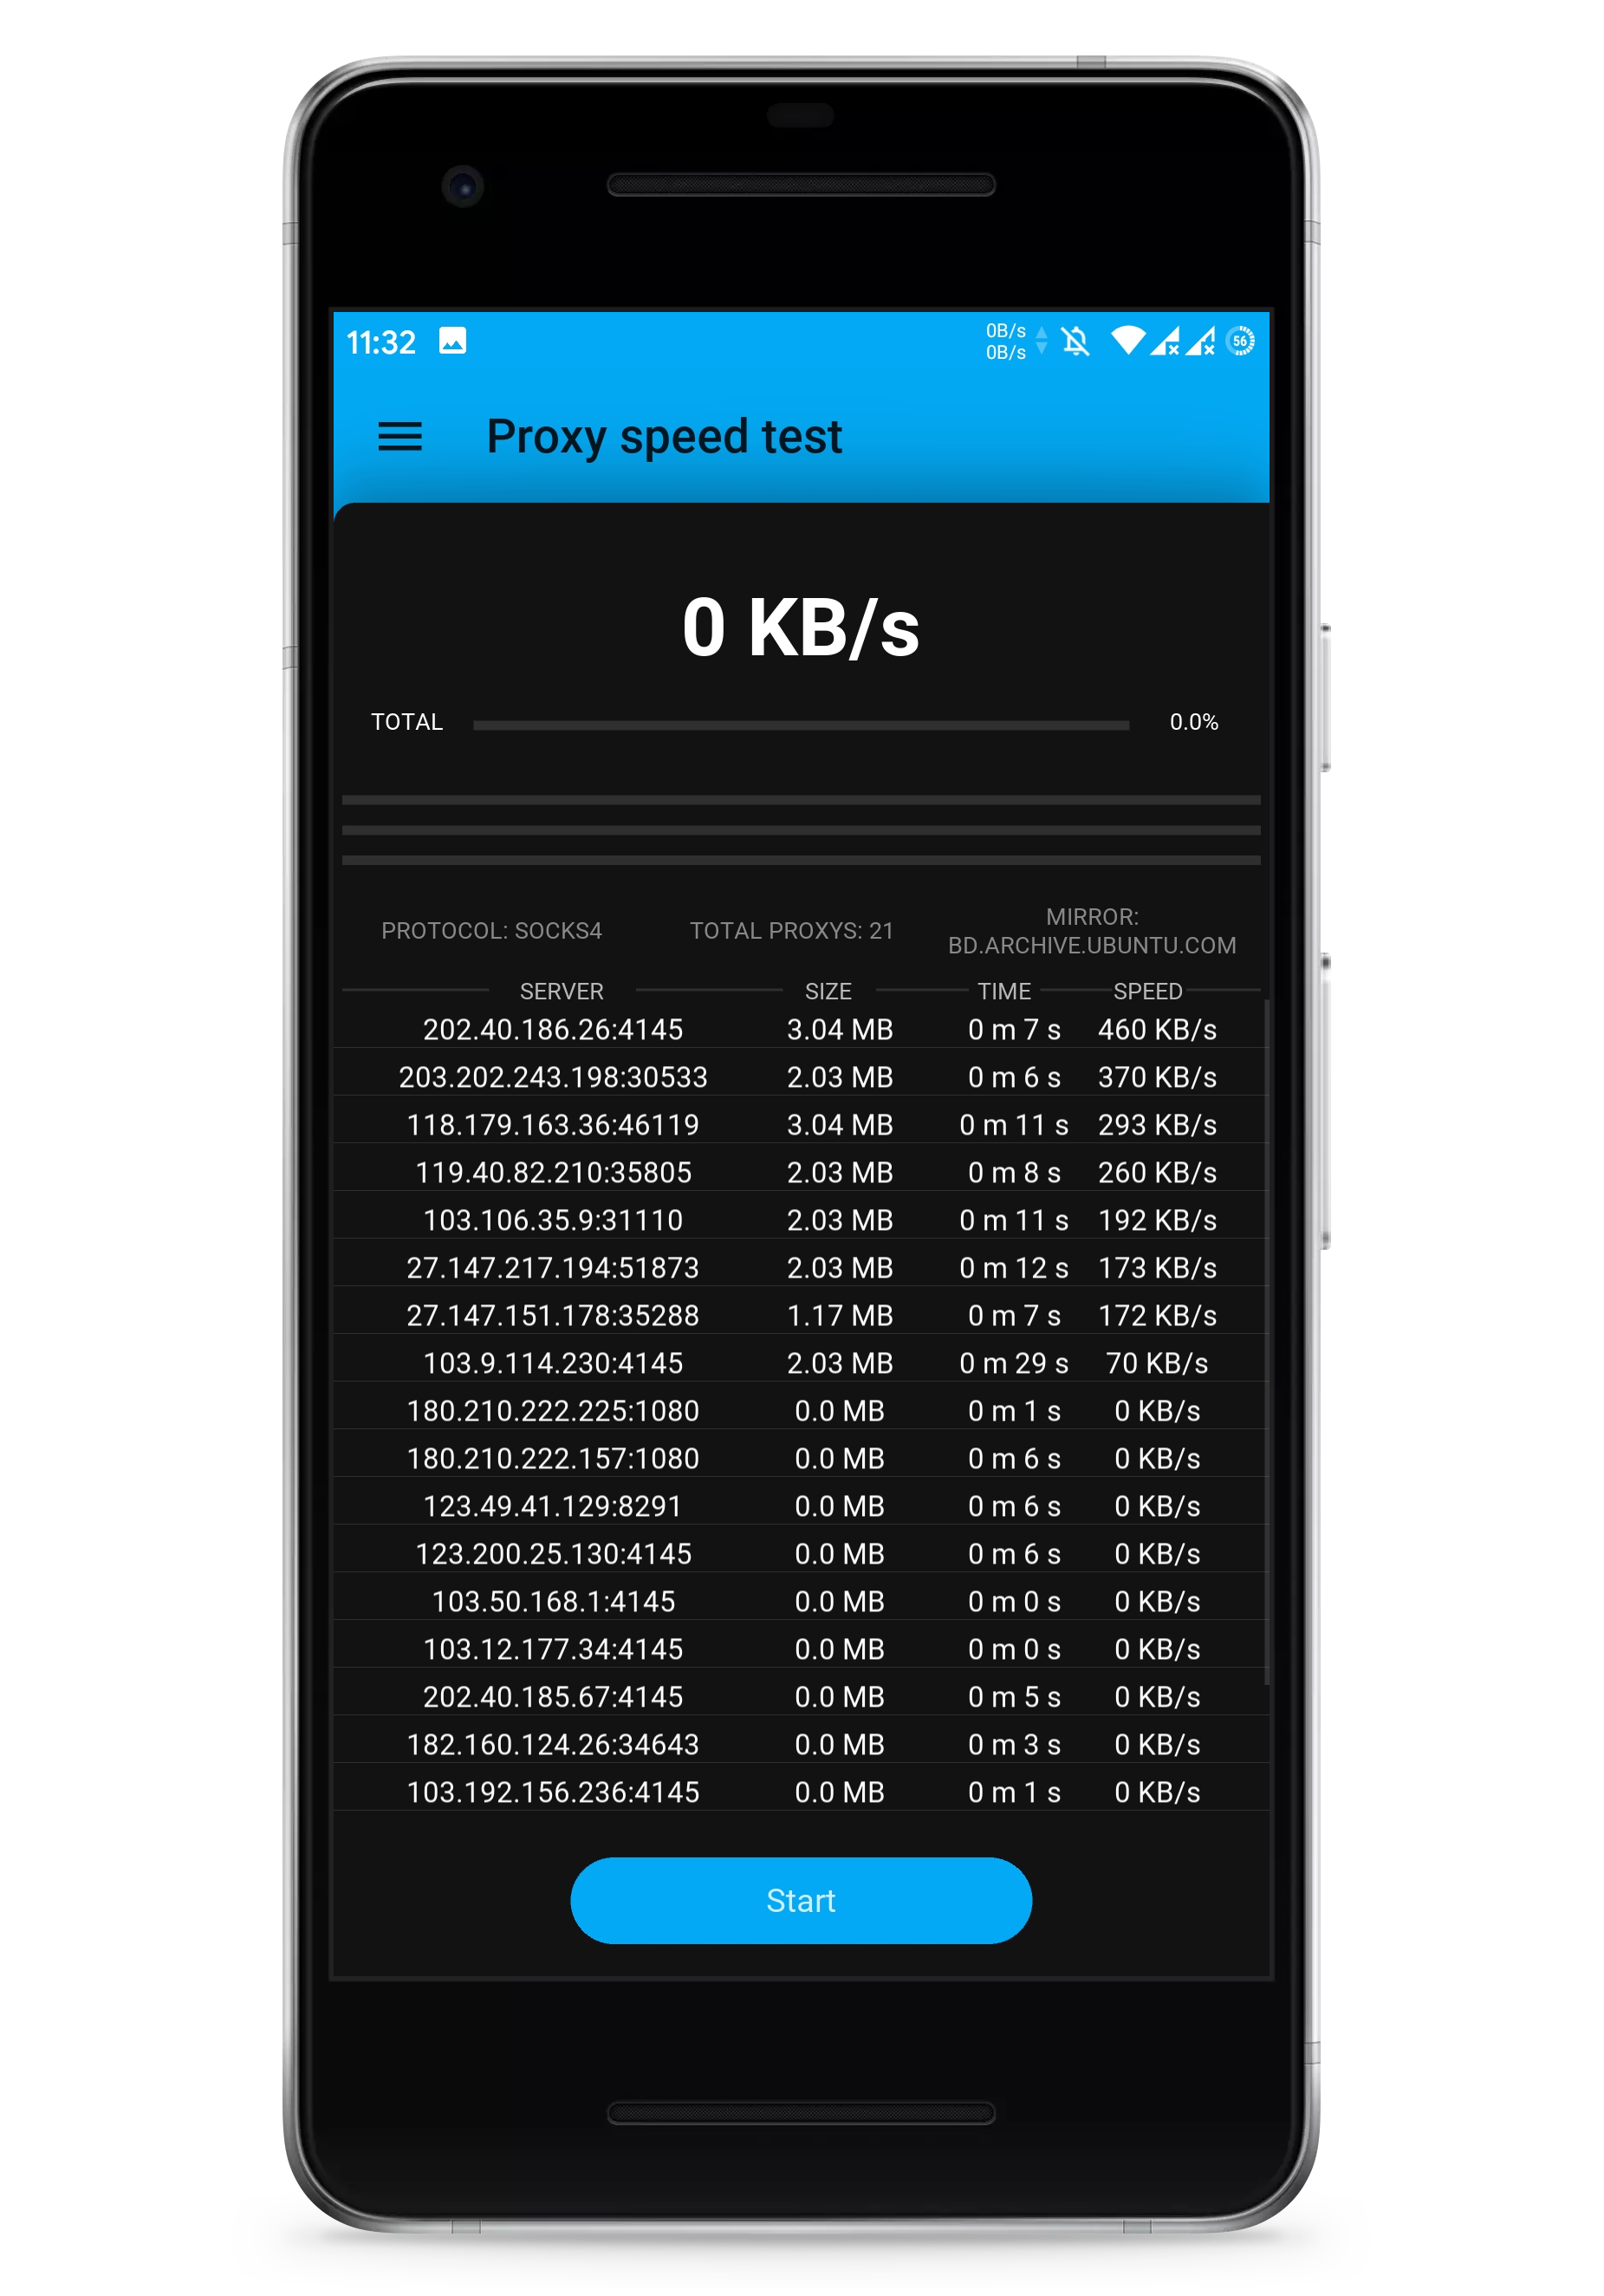 11:32
0B/s
0B/s
56
Proxy speed test
0 KB/s
TOTAL 0.0%
PROTOCOL: SOCKS4 TOTAL PROXYS: 21 MIRROR:
BD.ARCHIVE.UBUNTU.COM
SERVER SIZE TIME SPEED
202.40.186.26:4145 3.04 MB 0 m 7 s 460 KB/s
203.202.243.198:30533 2.03 MB 0 m 6 s 370 KB/s
118.179.163.36:46119 3.04 MB 0 m 11 s 293 KB/s
119.40.82.210:35805 2.03 MB 0 m 8 s 260 KB/s
103.106.35.9:31110 2.03 MB 0 m 11 s 192 KB/s
27.147.217.194:51873 2.03 MB 0 m 12 s 173 KB/s
27.147.151.178:35288 1.17 MB 0 m 7 s 172 KB/s
103.9.114.230:4145 2.03 MB 0 m 29 s 70 KB/s
180.210.222.225:1080 0.0 MB 0 m 1 s 0 KB/s
180.210.222.157:1080 0.0 MB 0 m 6 s 0 KB/s
123.49.41.129:8291 0.0 MB 0 m 6 s 0 KB/s
123.200.25.130:4145 0.0 MB 0 m 6 s 0 KB/s
103.50.168.1:4145 0.0 MB 0 m 0 s 0 KB/s
103.12.177.34:4145 0.0 MB 0 m 0 s 0 KB/s
202.40.185.67:4145 0.0 MB 0 m 5 s 0 KB/s
182.160.124.26:34643 0.0 MB 0 m 3 s 0 KB/s
103.192.156.236:4145 0.0 MB 0 m 1 s 0 KB/s
Start